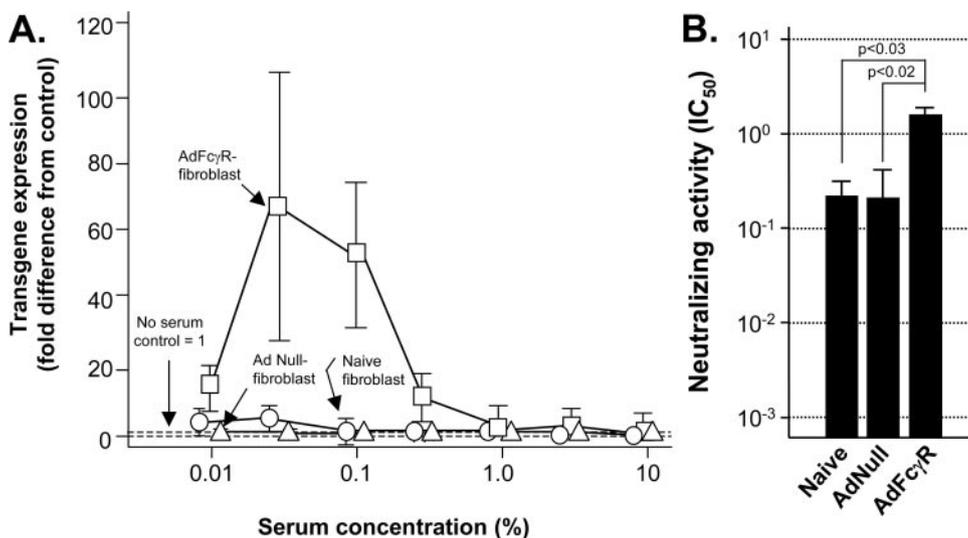 A.
Transgene expression
(fold difference from control)
120
100
80
60
40
20
0
AdFcγR-
fibroblast
No serum
control = 1
Ad Null-
fibroblast
Naive
fibroblast
0.01
0.1
1.0
10
Serum concentration (%)
B.
Neutralizing activity (IC50)
10¹
10⁰
10⁻¹
10⁻²
10⁻³
p<0.03
p<0.02
Naive
AdNull
AdFcγR